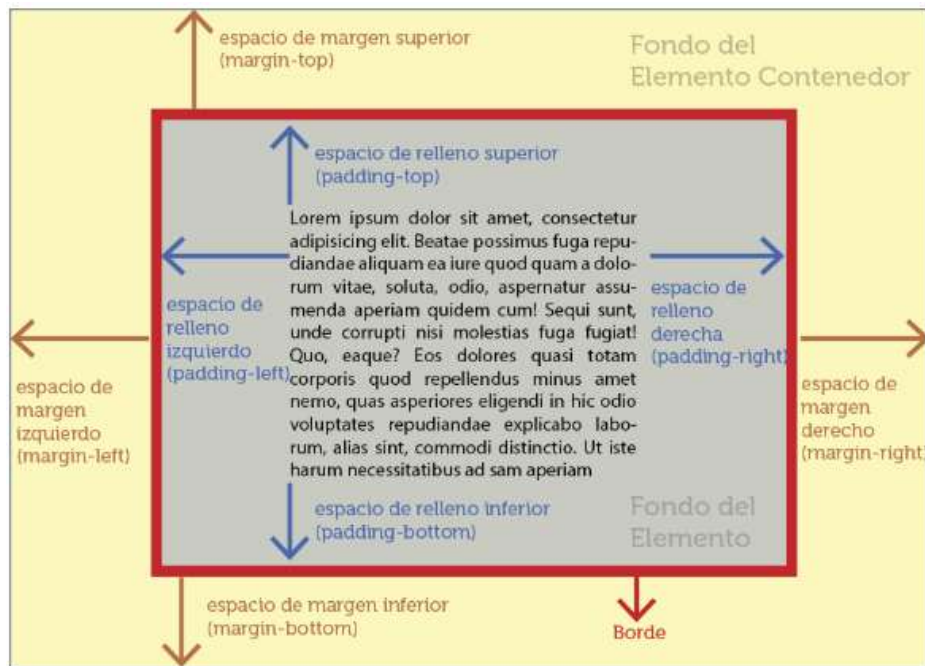 espacio de margen superior
(margin-top)
Fondo del
Elemento Contenedor
espacio de relleno superior
(padding-top)
Lorem ipsum dolor sit amet, consectetur
adipisicing elit. Beatae possimus fuga repu-
diandae aliquam ea iure quod quam a dolo-
rum vitae, soluta, odio, aspernatur assu-
menda aperiam quidem cum! Sequi sunt,
unde corrupti nisi molestias fuga fugiat!
Quo, eaque? Eos dolores quasi totam
corporis quod repellendus minus amet
nemo, quas asperiores eligendi in hic odio
voluptates repudiandae explicabo labo-
rum, alias sint, commodi distinctio. Ut iste
harum necessitatibus ad sam aperiam
espacio de
relleno
izquierdo
(padding-left)
espacio de
relleno
derecha
(padding-right)
espacio de
margen
izquierdo
(margin-left)
espacio de
margen
derecho
(margin-right)
espacio de relleno inferior
(padding-bottom)
Fondo del
Elemento
espacio de margen inferior
(margin-bottom)
Borde